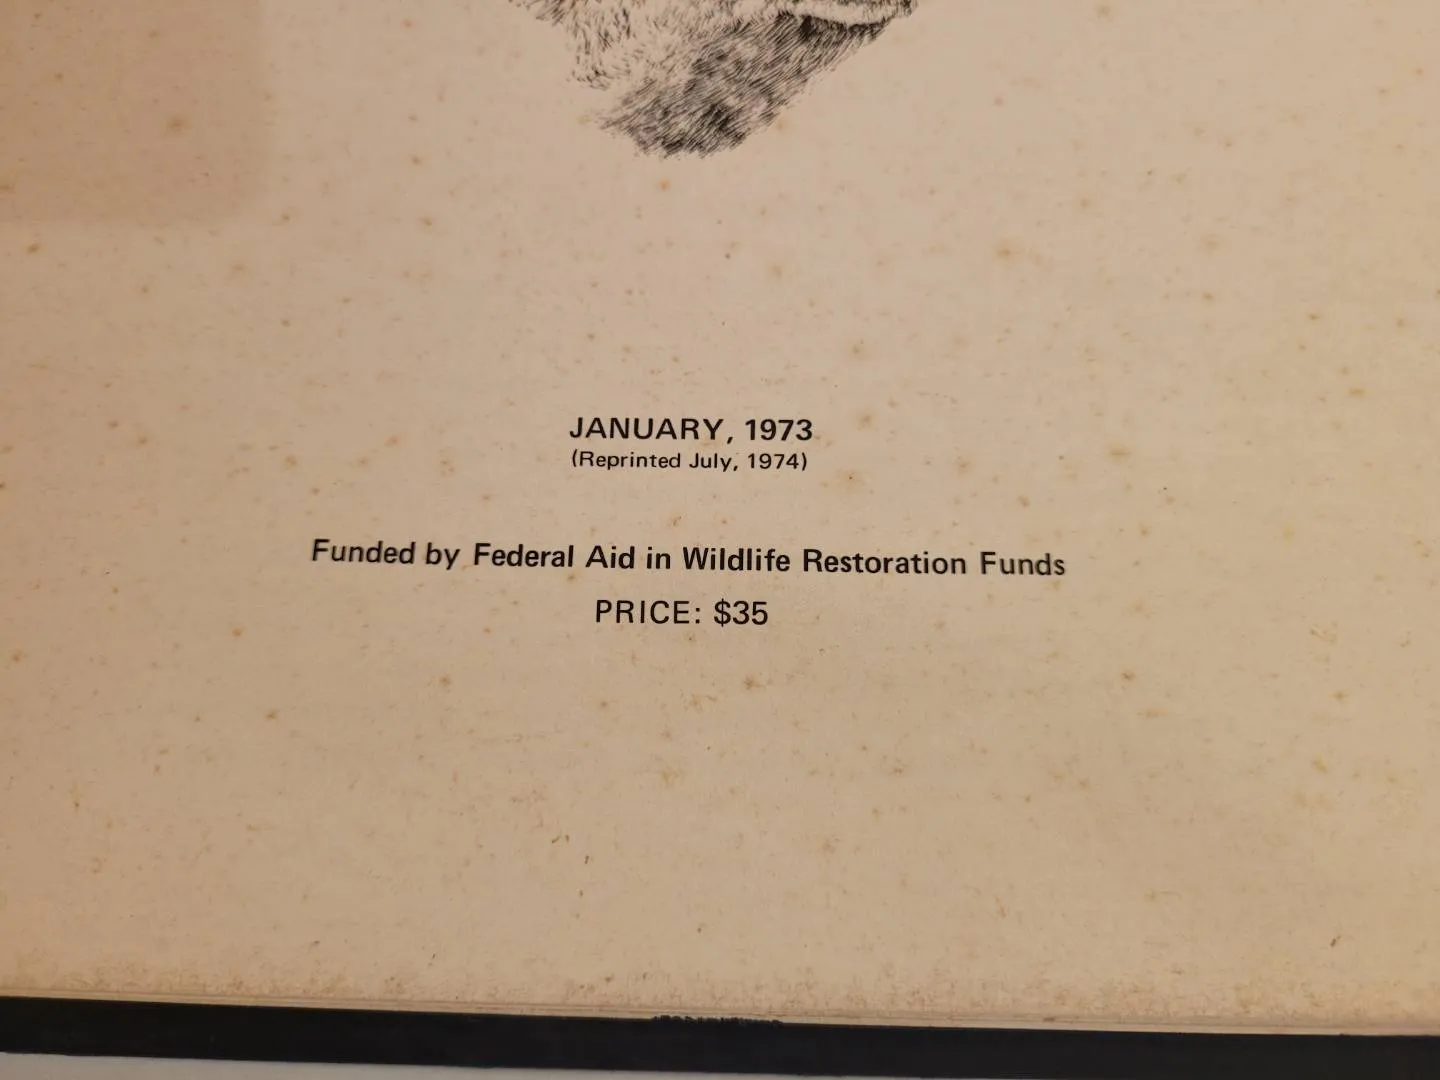 JANUARY, 1973
(Reprinted July, 1974)
Funded by Federal Aid in Wildlife Restoration Funds
PRICE: $35